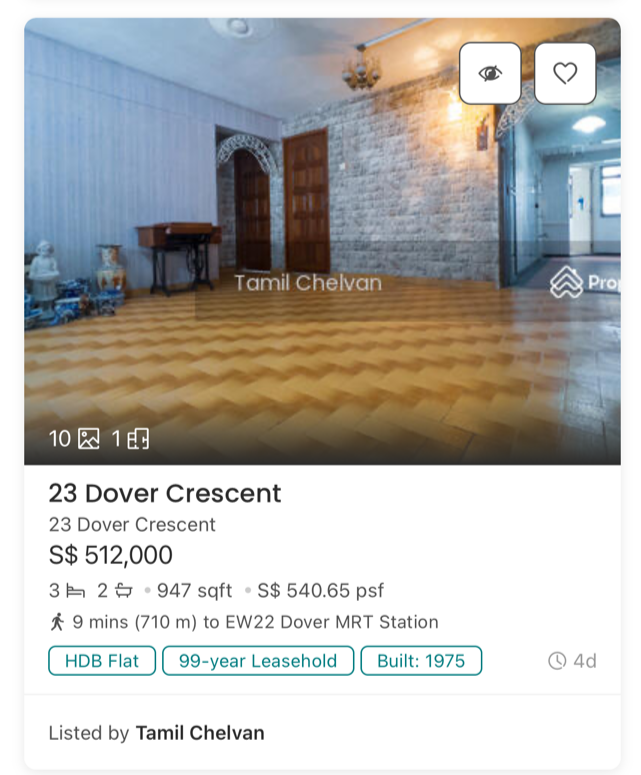 Tamil Chelvan
Prop
10 1
23 Dover Crescent
23 Dover Crescent
S$ 512,000
3 2 • 947 sqft • S$ 540.65 psf
9 mins (710 m) to EW22 Dover MRT Station
HDB Flat 99-year Leasehold Built: 1975 4d
Listed by Tamil Chelvan